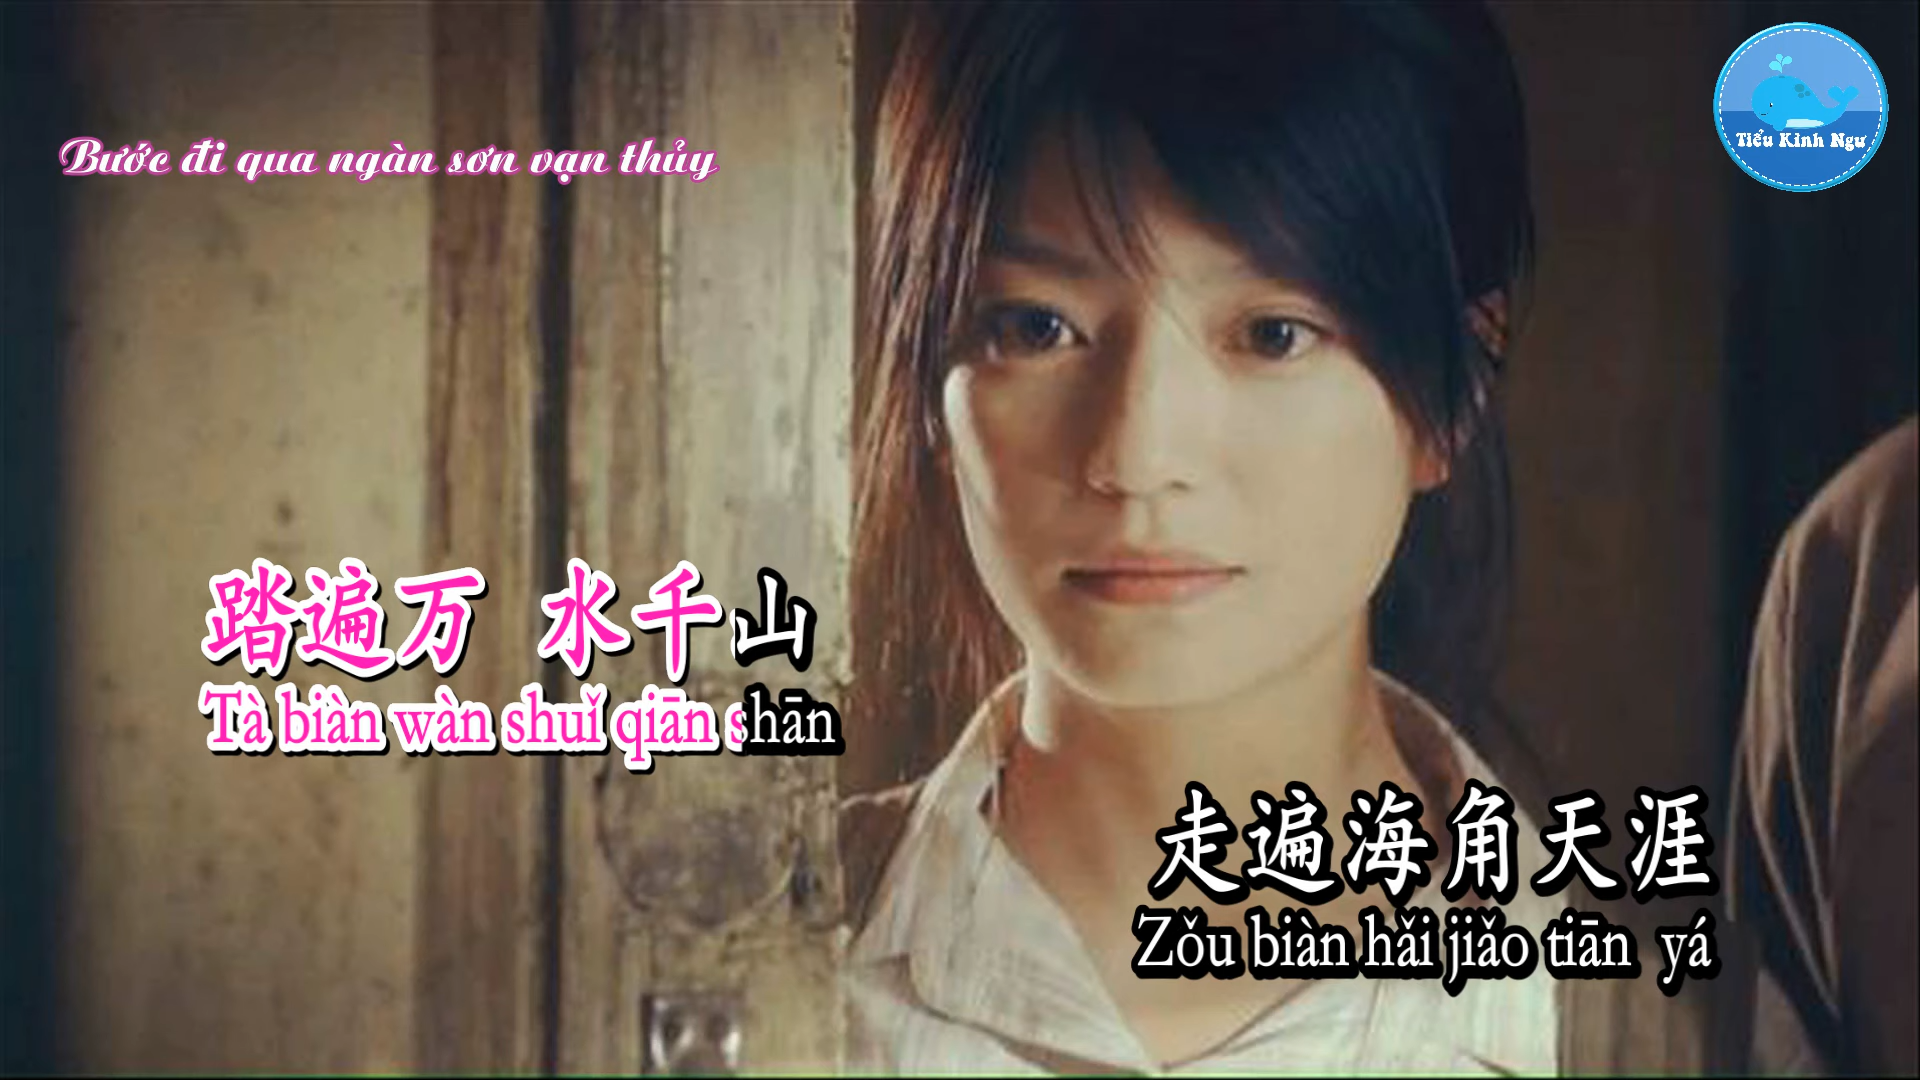 Tiểu Kình Ngư
Bước đi qua ngàn sơn vạn thủy
踏遍万 水千山
Tà biàn wàn shuǐ qiān shān
走遍海角天涯
Zǒu biàn hǎi jiǎo tiān yá